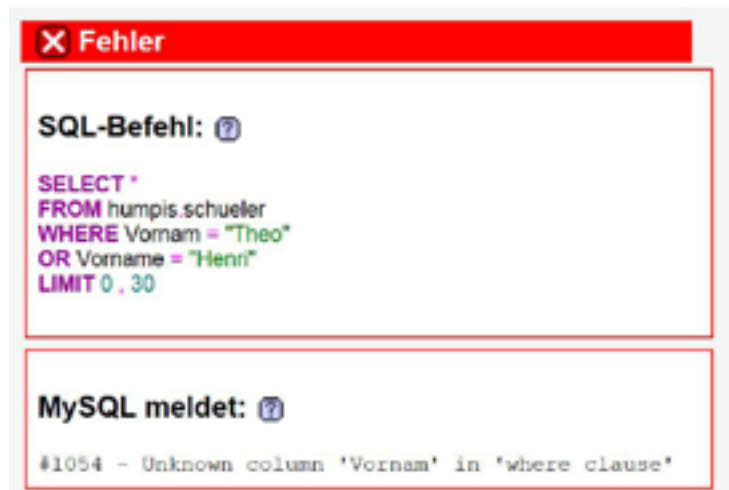 Fehler
SQL-Befehl:
SELECT *
FROM humpis.schueler
WHERE Vornam = "Theo"
OR Vorname = "Henri"
LIMIT 0 , 30
MySQL meldet:
#1054 - Unknown column 'Vornam' in 'where clause'